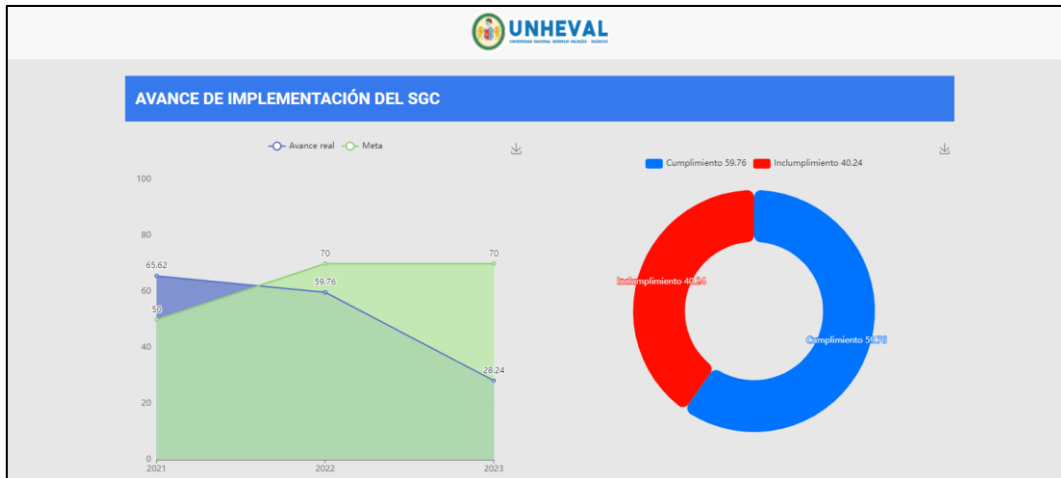 UNHEVAL
UNIVERSIDAD NACIONAL HERMILIO VALDIZÁN - HUÁNUCO
AVANCE DE IMPLEMENTACIÓN DEL SGC
Avance real Meta
100
80
60
40
20
0
65.62
50
70
59.76
70
28.24
2021 2022 2023
Cumplimiento 59.76 Inclumplimiento 40.24
Inclumplimiento 40.24
Cumplimiento 59.76